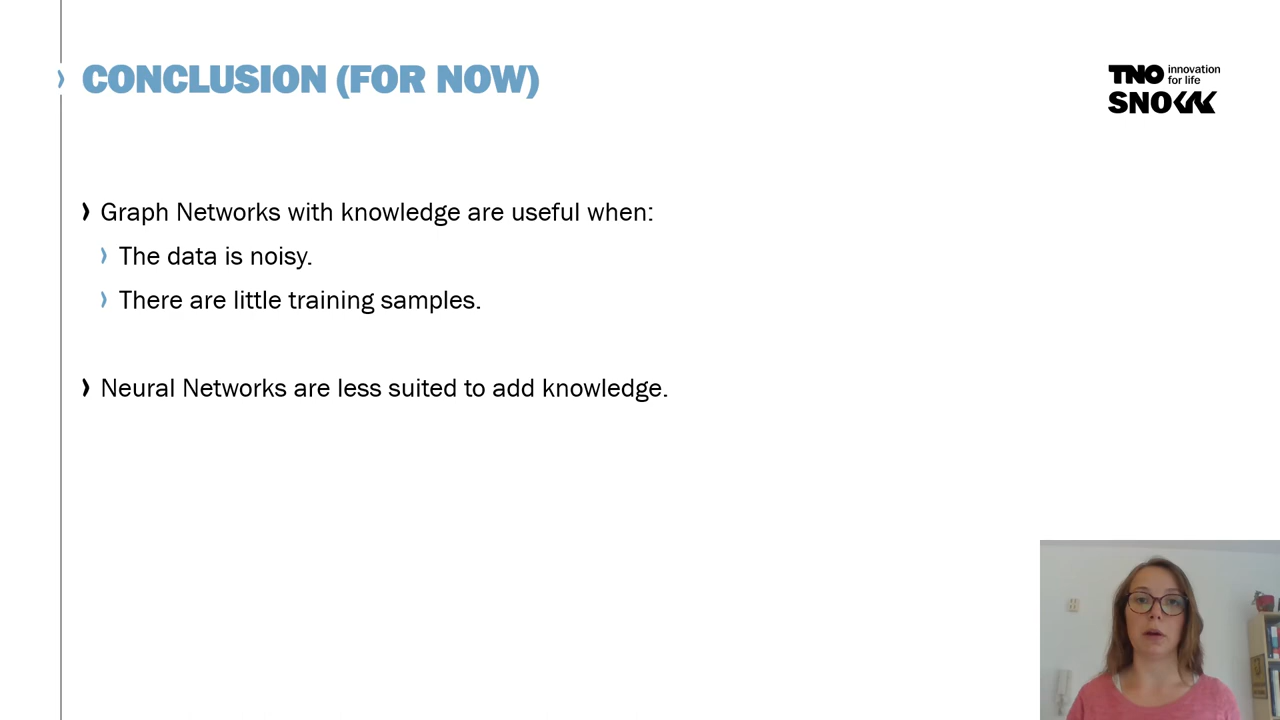 CONCLUSION (FOR NOW)
TNO innovation
for life
SNOW
Graph Networks with knowledge are useful when:
The data is noisy.
There are little training samples.
Neural Networks are less suited to add knowledge.